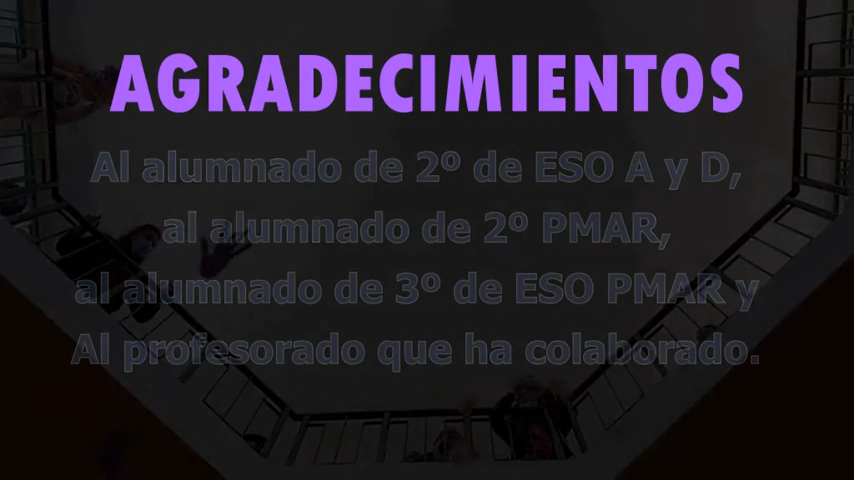 AGRADECIMIENTOS
Al alumnado de 2º de ESO A y D,
al alumnado de 2º PMAR,
al alumnado de 3º de ESO PMAR y
Al profesorado que ha colaborado.